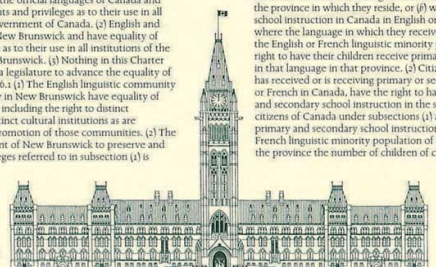 the official languages of Canada and
nts and privileges as to their use in all
vernment of Canada. (2) English and
New Brunswick and have equality of
as to their use in all institutions of the
Brunswick. (3) Nothing in this Charter
a legislature to advance the equality of
6.1 (1) The English linguistic community
y in New Brunswick have equality of
including the right to distinct
tinct cultural institutions as are
romotion of those communities. (2) The
nt of New Brunswick to preserve and
eges referred to in subsection (1) is
the province in which they reside, or (b) w
school instruction in Canada in English or
where the language in which they receive
the English or French linguistic minority
right to have their children receive prima
in that language in that province. (2) Citiz
has received or is receiving primary or se
or French in Canada, have the right to ha
and secondary school instruction in the s
citizens of Canada under subsections (1) a
primary and secondary school instruction
French linguistic minority population of
the province the number of children of c